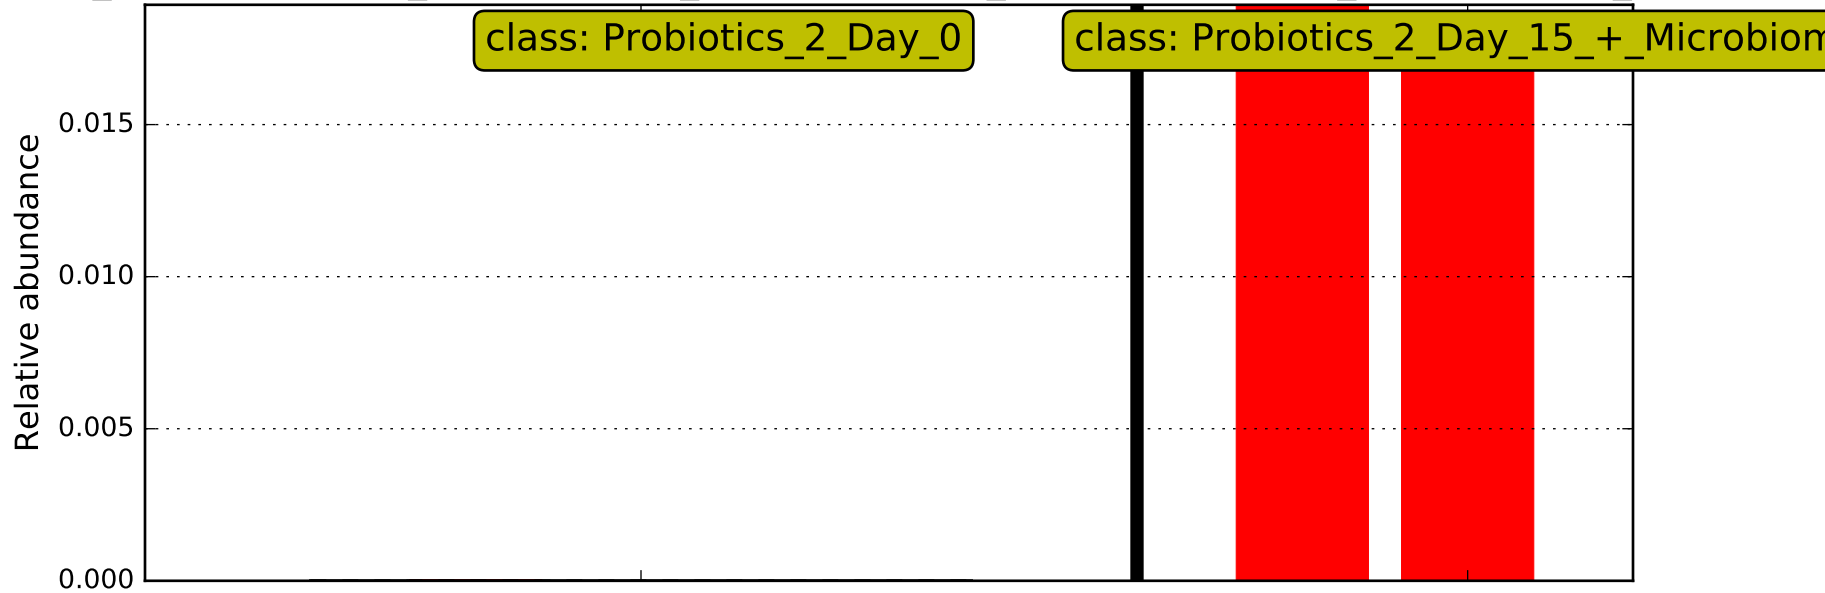 class: Probiotics_2_Day_0
class: Probiotics_2_Day_15_+_Microbiom
Relative abundance
0.015
0.010
0.005
0.000